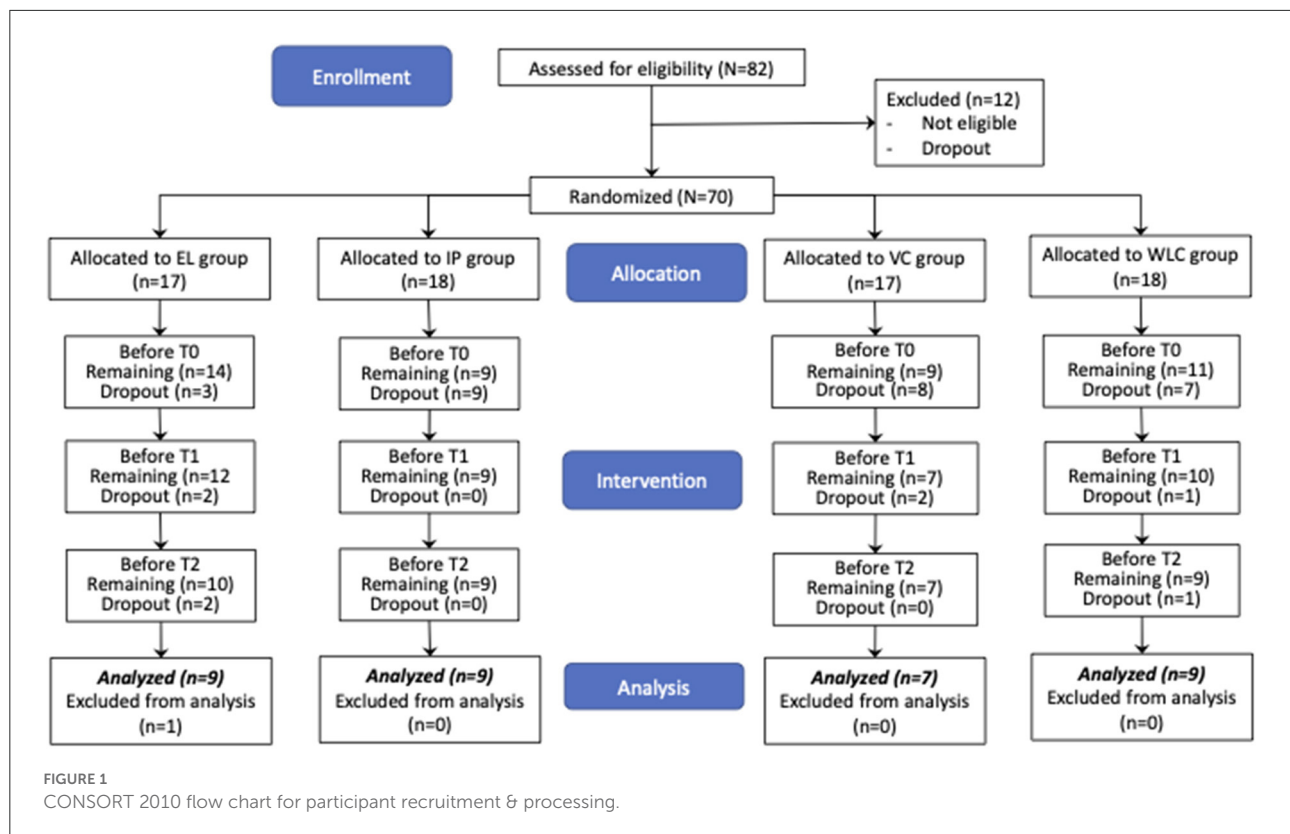 Enrollment
Assessed for eligibility (N=82)
Excluded (n=12)
- Not eligible
- Dropout
Randomized (N=70)
Allocation
Allocated to EL group
(n=17)
Allocated to IP group
(n=18)
Allocated to VC group
(n=17)
Allocated to WLC group
(n=18)
Before T0
Remaining (n=14)
Dropout (n=3)
Before T0
Remaining (n=9)
Dropout (n=9)
Before T0
Remaining (n=9)
Dropout (n=8)
Before T0
Remaining (n=11)
Dropout (n=7)
Intervention
Before T1
Remaining (n=12
Dropout (n=2)
Before T1
Remaining (n=9)
Dropout (n=0)
Before T1
Remaining (n=7)
Dropout (n=2)
Before T1
Remaining (n=10)
Dropout (n=1)
Before T2
Remaining (n=10)
Dropout (n=2)
Before T2
Remaining (n=9)
Dropout (n=0)
Before T2
Remaining (n=7)
Dropout (n=0)
Before T2
Remaining (n=9)
Dropout (n=1)
Analysis
Analyzed (n=9)
Excluded from analysis
(n=1)
Analyzed (n=9)
Excluded from analysis
(n=0)
Analyzed (n=7)
Excluded from analysis
(n=0)
Analyzed (n=9)
Excluded from analysis
(n=0)
FIGURE 1
CONSORT 2010 flow chart for participant recruitment & processing.